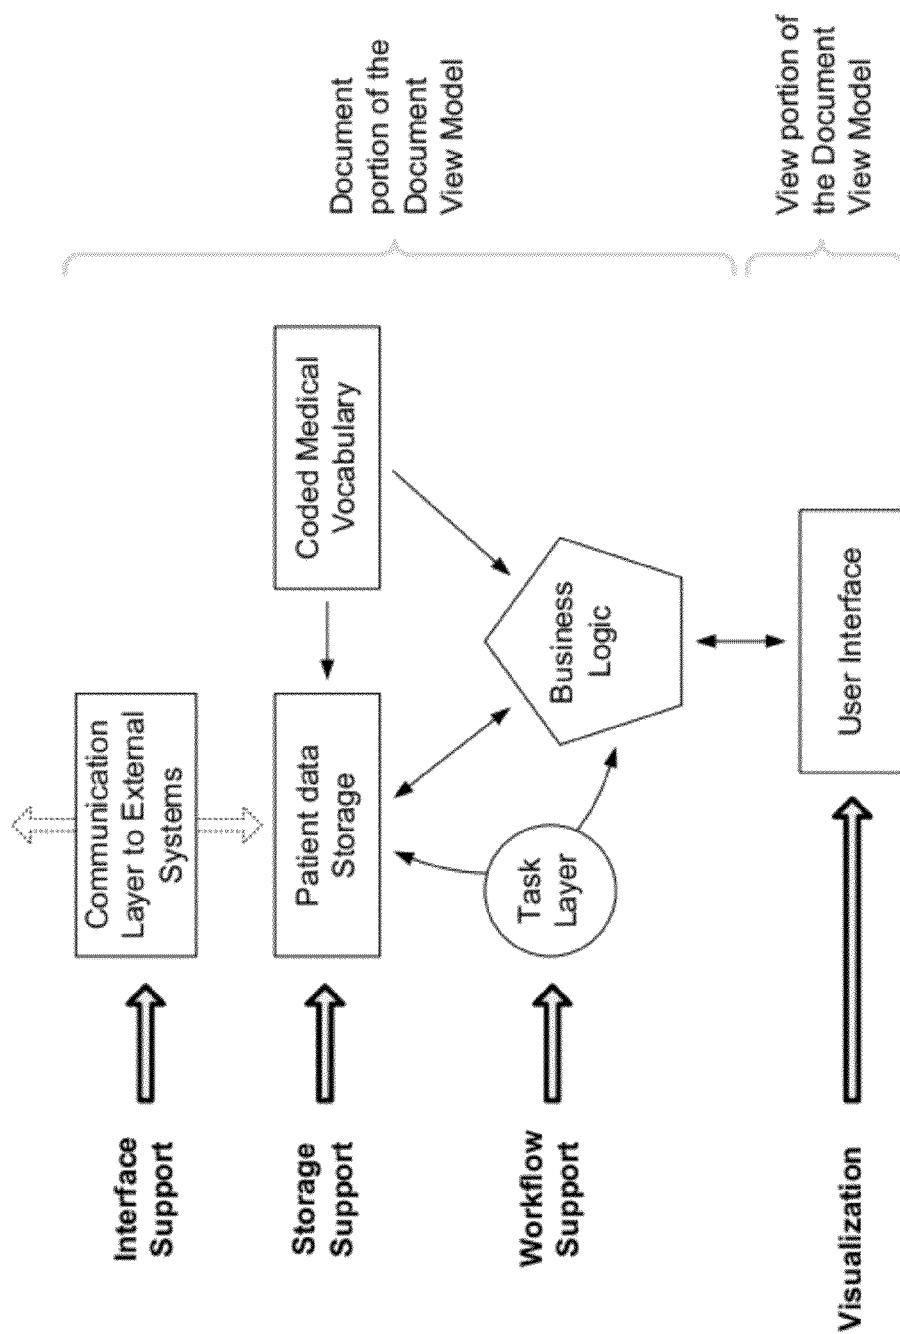 Interface
Support
Communication
Layer to External
Systems
Storage
Support
Patient data
Storage
Coded Medical
Vocabulary
Document
portion of the
Document
View Model
Workflow
Support
Task
Layer
Business
Logic
Visualization
User Interface
View portion of
the Document
View Model